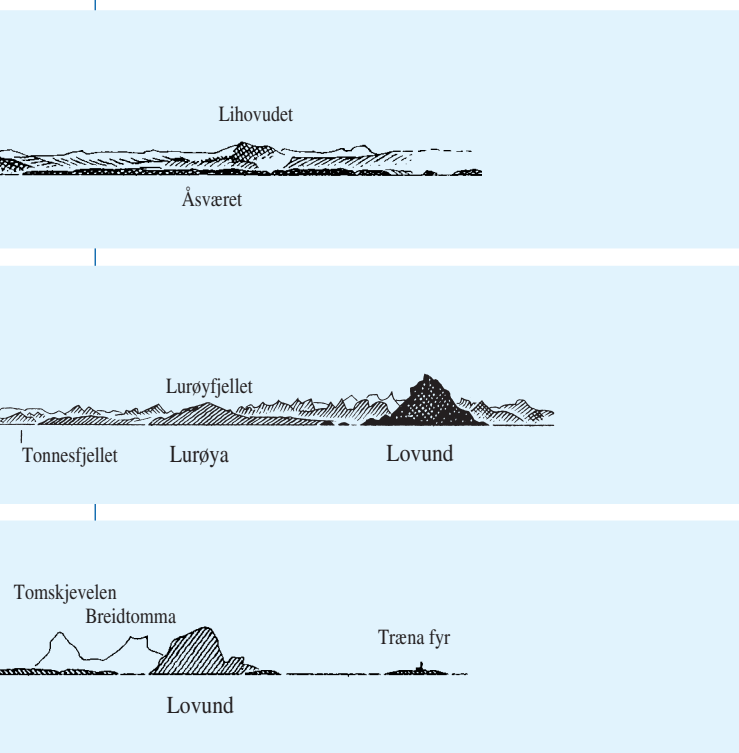 Lihovudet
Åsværet
Lurøyfjellet
Tonnesfjellet Lurøya Lovund
Tomskjevelen
Breidtomma
Træna fyr
Lovund